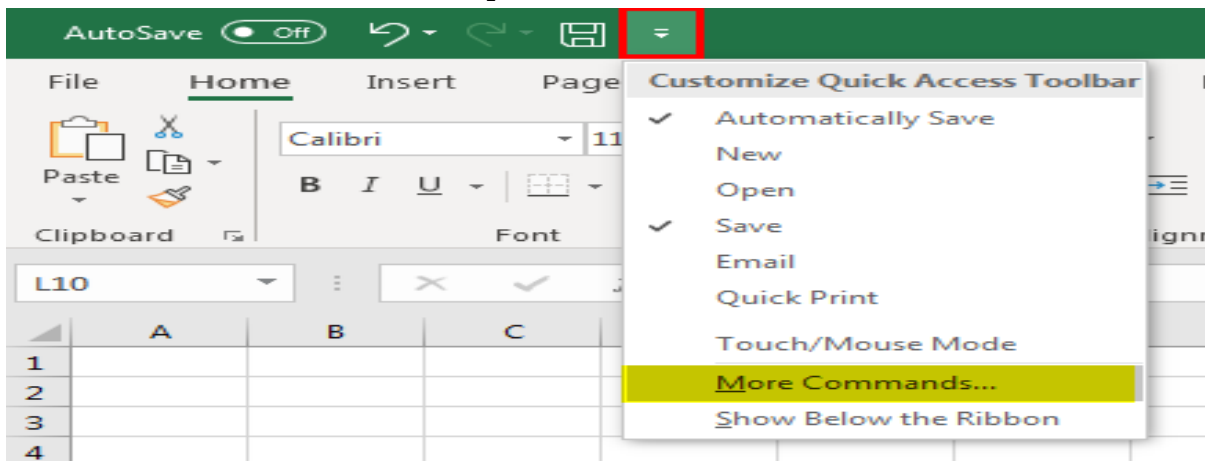 AutoSave Off
File Home Insert Page
Customize Quick Access Toolbar
Automatically Save
New
Open
Save
Email
Quick Print
Touch/Mouse Mode
More Commands...
Show Below the Ribbon
Paste
Calibri 11
B I U
Clipboard Font ignm
L10
A B C
1
2
3
4